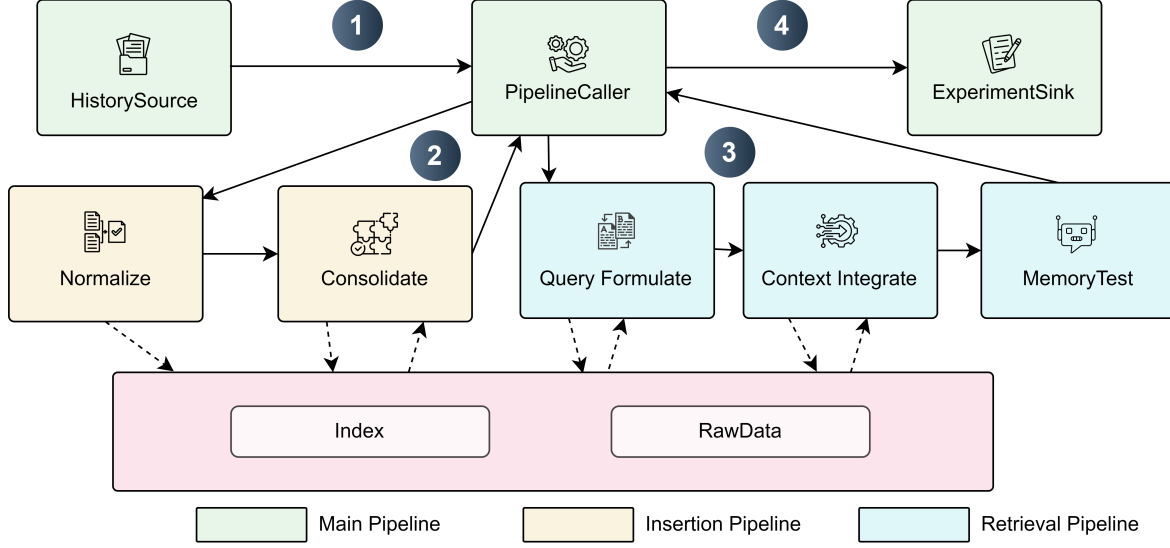 1
4
HistorySource
PipelineCaller
ExperimentSink
2
3
Normalize
Consolidate
A
B
Query Formulate
Context Integrate
MemoryTest
Index
RawData
Main Pipeline
Insertion Pipeline
Retrieval Pipeline